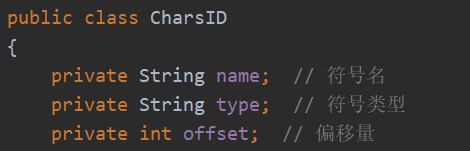 public class CharsID
{
    private String name;  // 符号名
    private String type;  // 符号类型
    private int offset;  // 偏移量